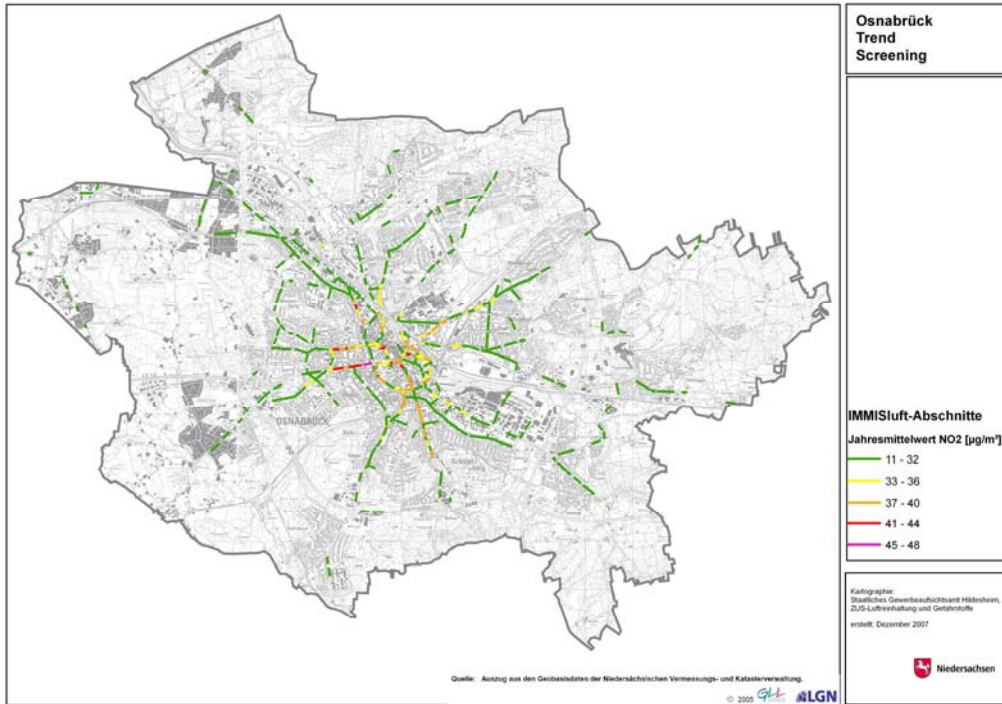 Osnabrück
Trend
Screening
OSNABRÜCK
IMMISluft-Abschnitte
Jahresmittelwert NO2 [µg/m³]
11 - 32
33 - 36
37 - 40
41 - 44
45 - 48
Kartographie:
Staatliches Gewerbeaufsichtsamt Hildesheim,
ZUS-Luftreinhaltung und Gefahrstoffe
erstellt: Dezember 2007
Niedersachsen
Quelle: Auszug aus den Geobasisdaten der Niedersächsischen Vermessungs- und Katasterverwaltung,
© 2005 GLL LGN